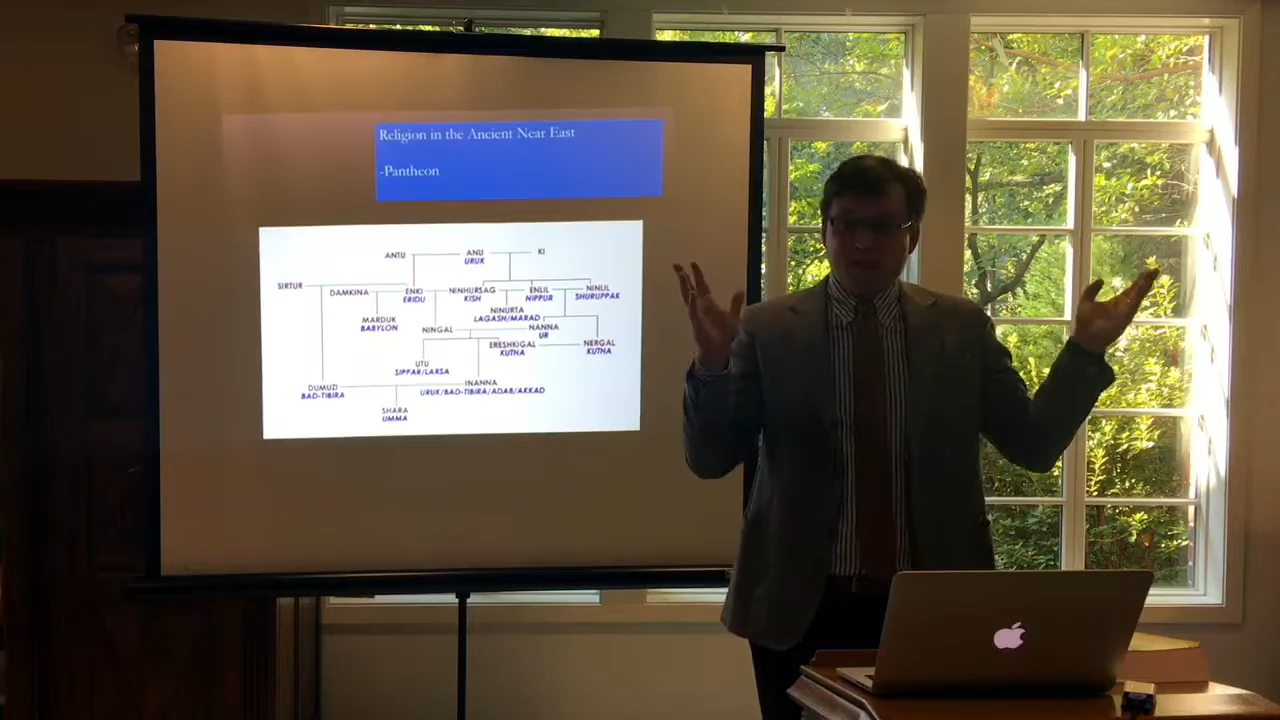 Religion in the Ancient Near East
-Pantheon
ANTU ANU KI
URUK
SIRTUR DAMKINA ENKI NINHURSAG ENLIL NINLIL
ERIDU KISH NIPPUR SHURUPPAK
NINURTA
LAGASH/MARAD
MARDUK
BABYLON
NINGAL NANNA
UR
ERESHKIGAL NERGAL
KUTHA KUTHA
UTU
SIPPAR/LARSA
DUMUZI INANNA
BAD-TIBIRA URUK/BAD-TIBIRA/ADAB/AKKAD
SHARA
UMMA